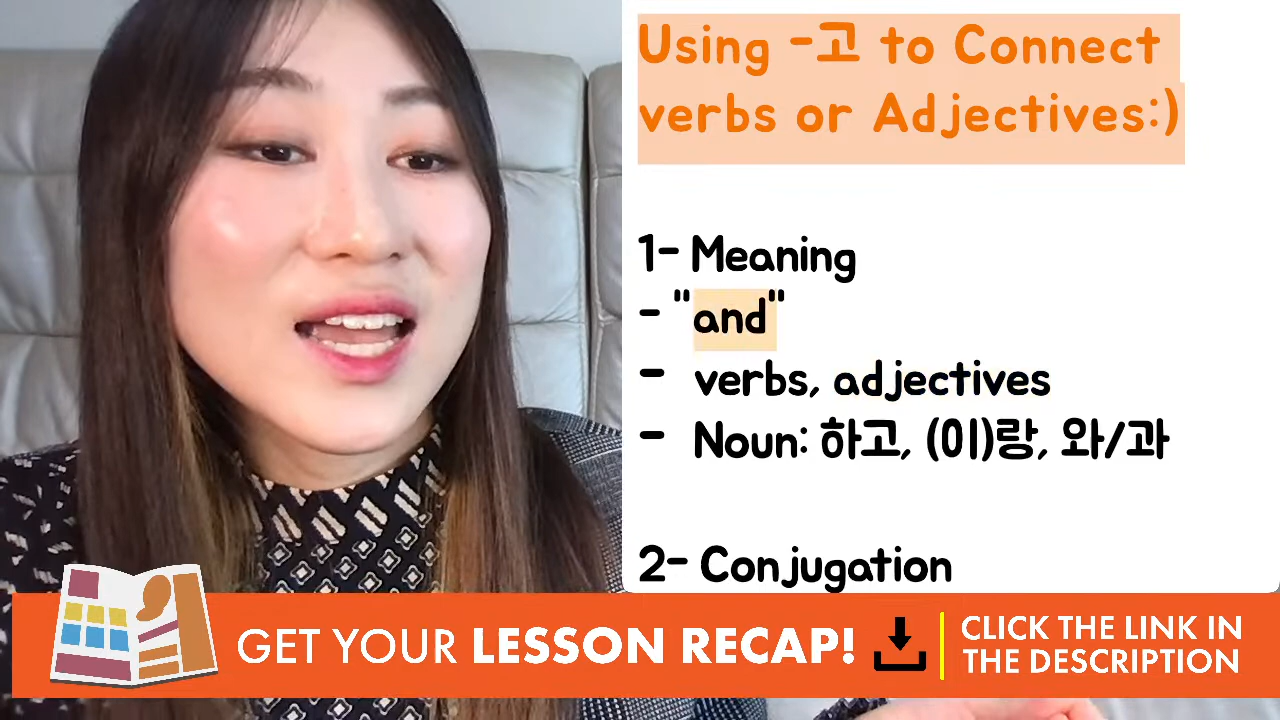 Using -고 to Connect
verbs or Adjectives:)
1- Meaning
- "and"
- verbs, adjectives
- Noun: 하고, (이)랑, 와/과
2- Conjugation
GET YOUR LESSON RECAP!
CLICK THE LINK IN
THE DESCRIPTION